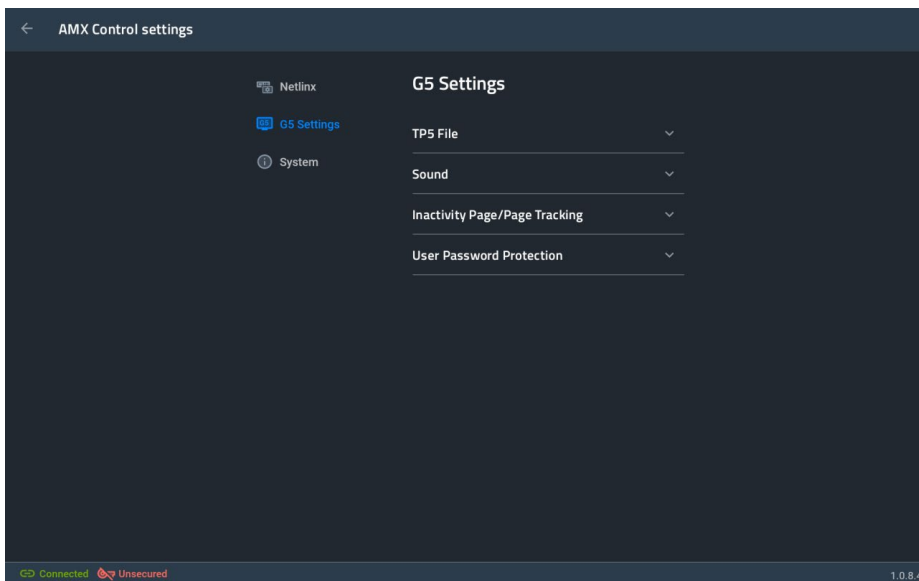 AMX Control settings
Netlinx
G5 Settings
System
G5 Settings
TP5 File
Sound
Inactivity Page/Page Tracking
User Password Protection
Connected Unsecured
1.0.8.